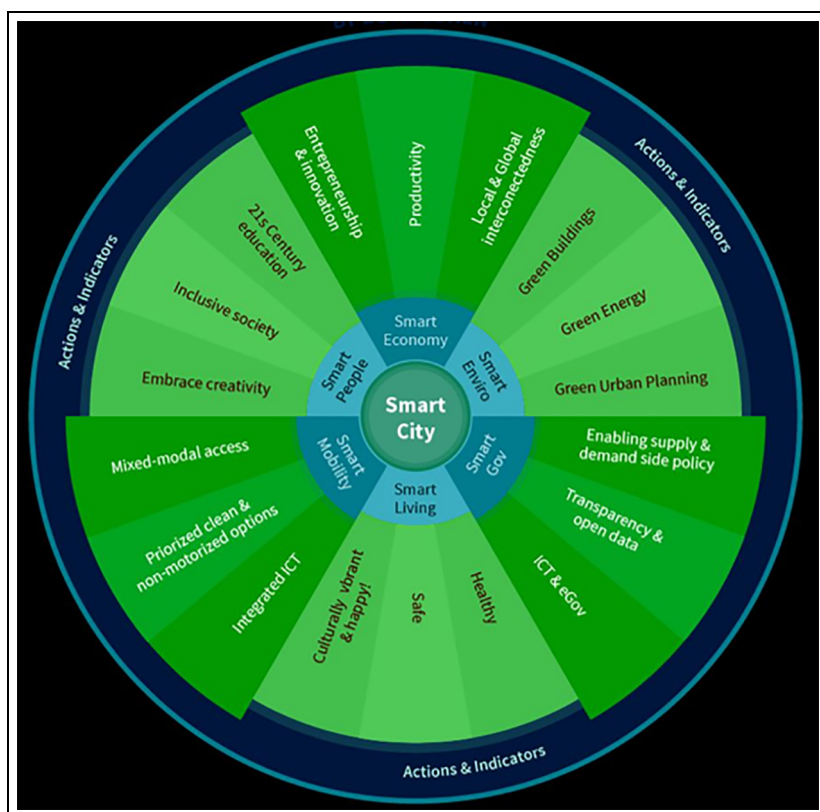 Actions & Indicators
Actions & Indicators
Actions & Indicators
Entrepreneurship
& innovation
Productivity
Local & Global
interconectedness
Green Buildings
Green Energy
Green Urban Planning
Enabling supply &
demand side policy
Transparency &
open data
ICT & eGov
Healthy
Safe
Culturally vibrant
& happy!
Integrated ICT
Priorized clean &
non-motorized options
Mixed-modal access
Embrace creativity
Inclusive society
21s Century
education
Smart
Economy
Smart
Enviro
Smart
Gov
Smart
Living
Smart
Mobility
Smart
People
Smart
City